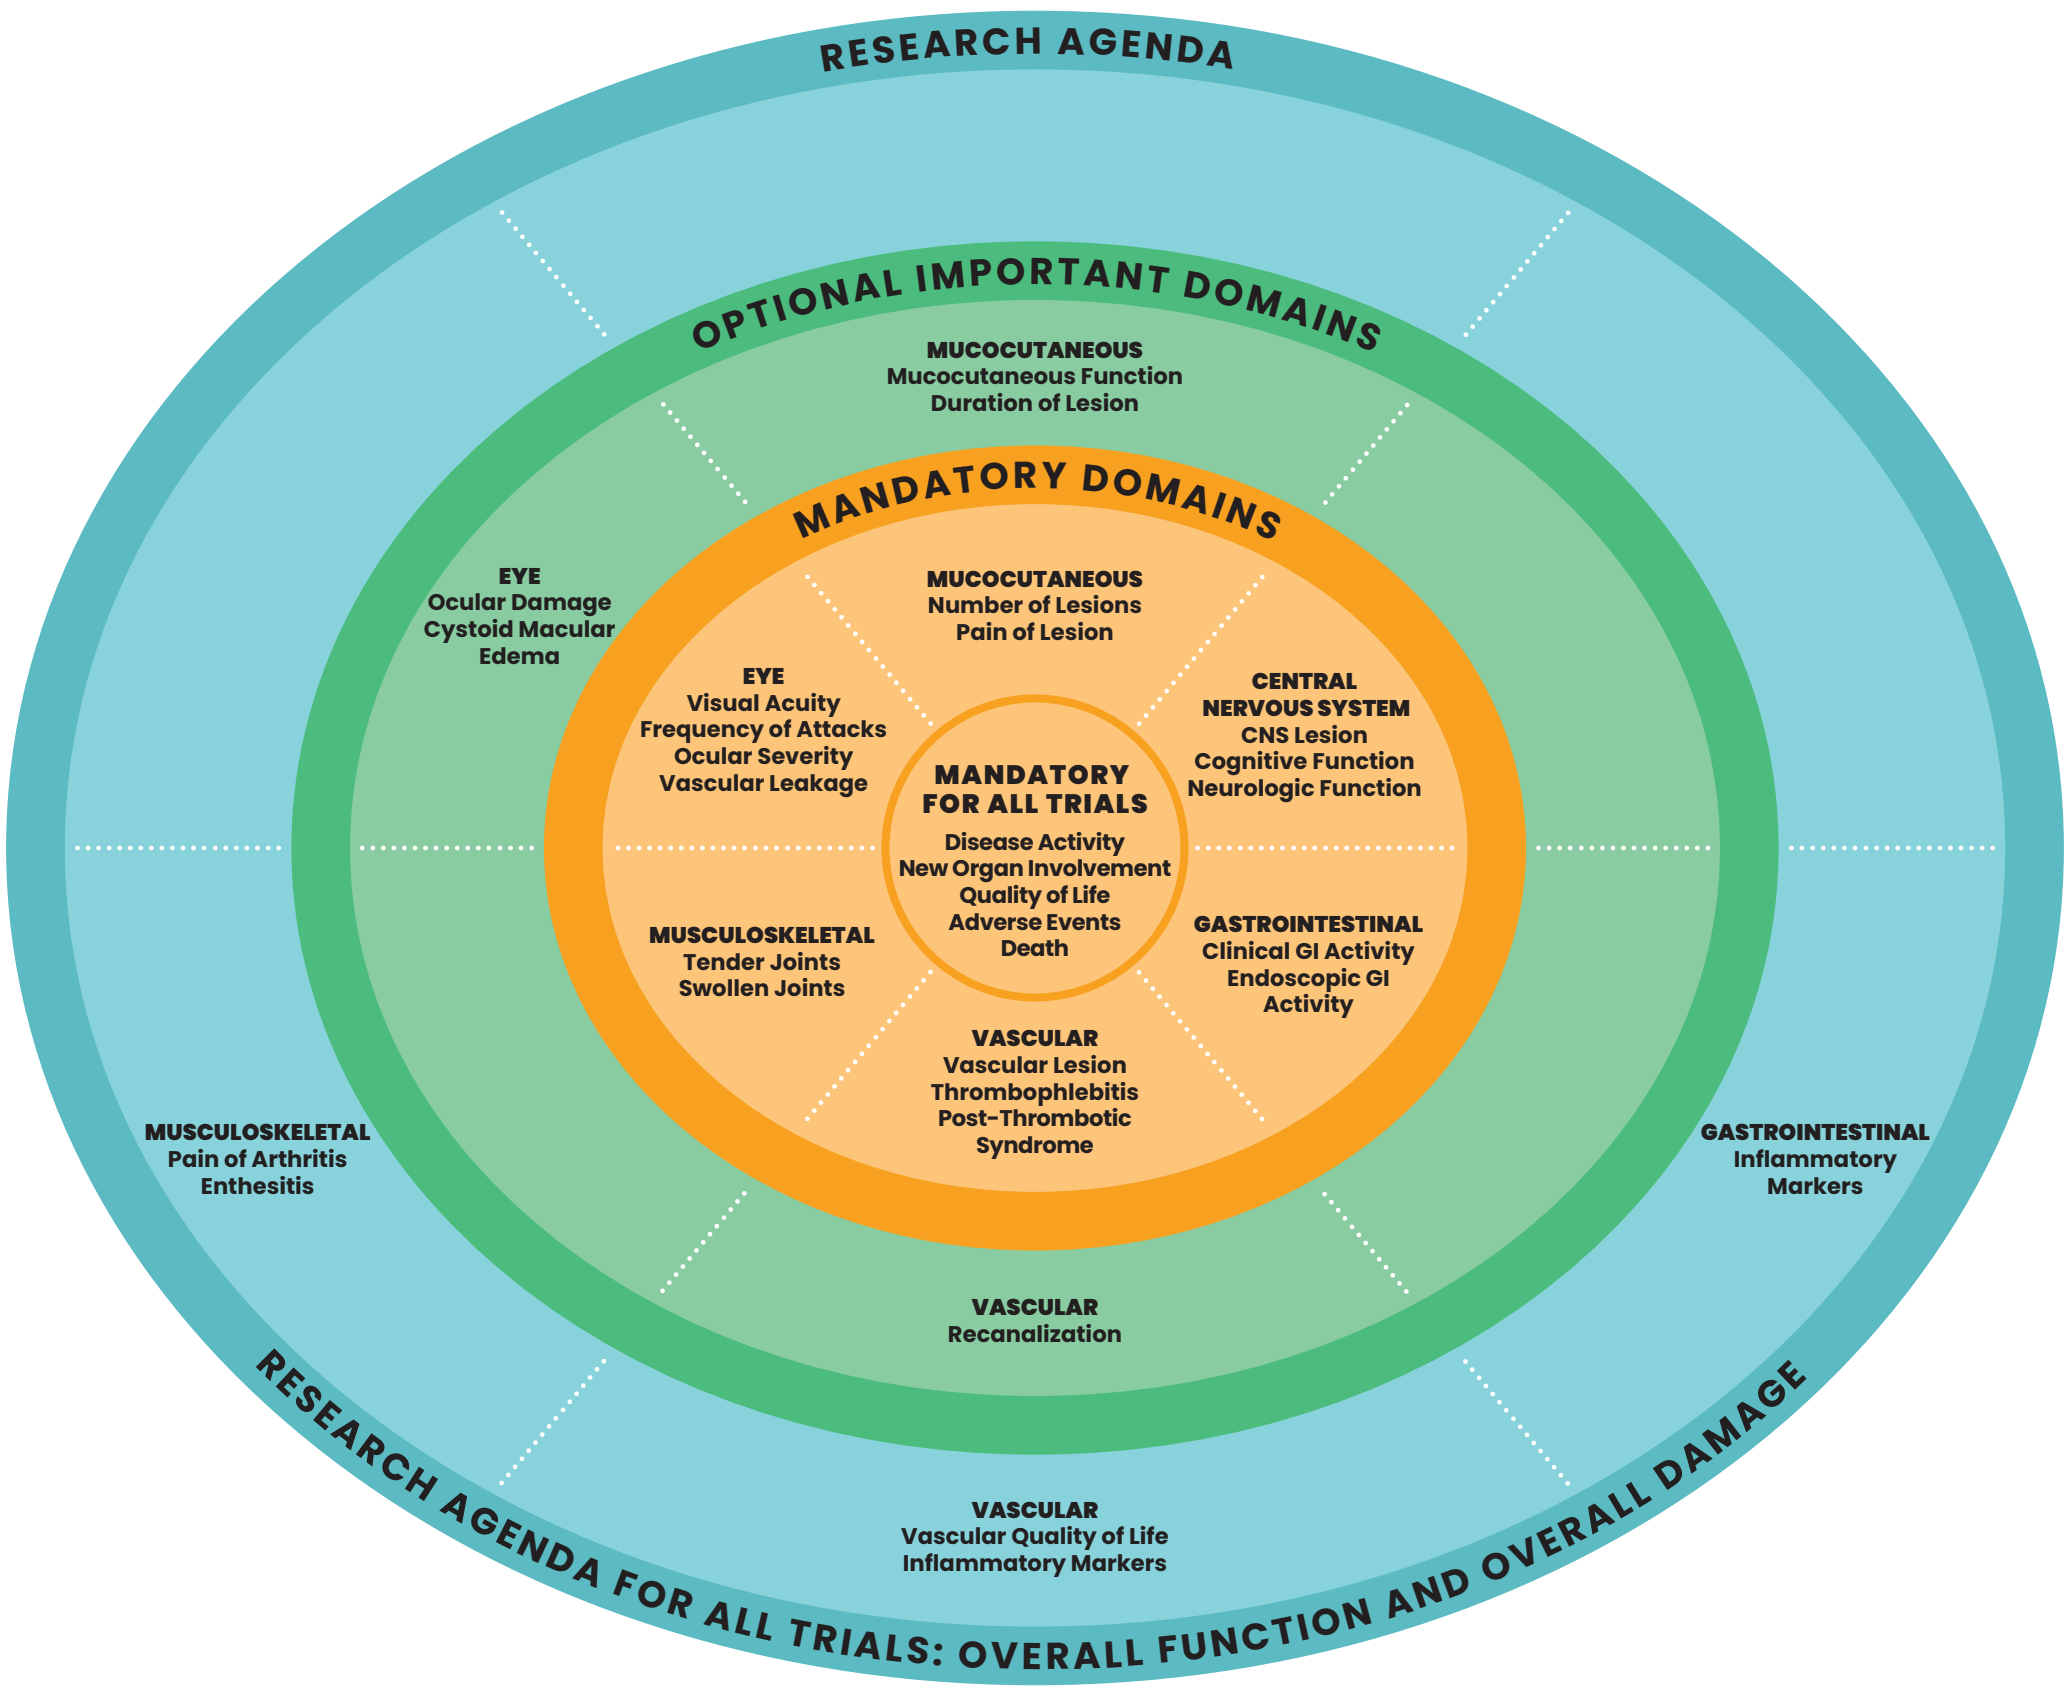 RESEARCH AGENDA
OPTIONAL IMPORTANT DOMAINS
MUCOCUTANEOUS
Mucocutaneous Function
Duration of Lesion
EYE
Ocular Damage
Cystoid Macular
Edema
MANDATORY DOMAINS
MUCOCUTANEOUS
Number of Lesions
Pain of Lesion
EYE
Visual Acuity
Frequency of Attacks
Ocular Severity
Vascular Leakage
CENTRAL
NERVOUS SYSTEM
CNS Lesion
Cognitive Function
Neurologic Function
MANDATORY
FOR ALL TRIALS
Disease Activity
New Organ Involvement
Quality of Life
Adverse Events
Death
MUSCULOSKELETAL
Tender Joints
Swollen Joints
GASTROINTESTINAL
Clinical GI Activity
Endoscopic GI
Activity
VASCULAR
Vascular Lesion
Thrombophlebitis
Post-Thrombotic
Syndrome
MUSCULOSKELETAL
Pain of Arthritis
Enthesitis
GASTROINTESTINAL
Inflammatory
Markers
VASCULAR
Recanalization
VASCULAR
Vascular Quality of Life
Inflammatory Markers
RESEARCH AGENDA FOR ALL TRIALS: OVERALL FUNCTION AND OVERALL DAMAGE